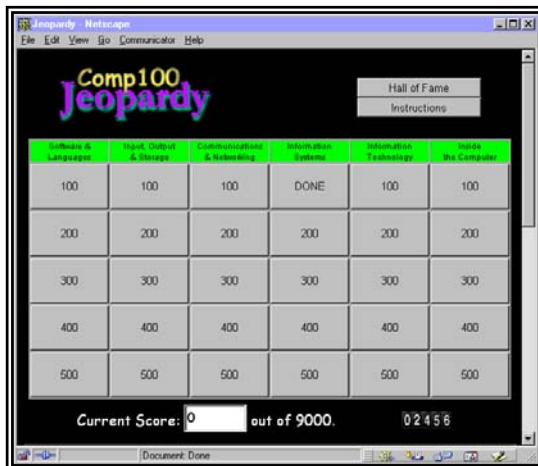 Jeopardy - Netscape
File Edit View Go Communicator Help
Comp100
Jeopardy
Hall of Fame
Instructions
Software & Languages Input, Output & Storage Communications & Networking Information Systems Information Technology Inside the Computer
100 100 100 DONE 100 100
200 200 200 200 200 200
300 300 300 300 300 300
400 400 400 400 400 400
500 500 500 500 500 500
Current Score: 0 out of 9000. 02456
Document: Done